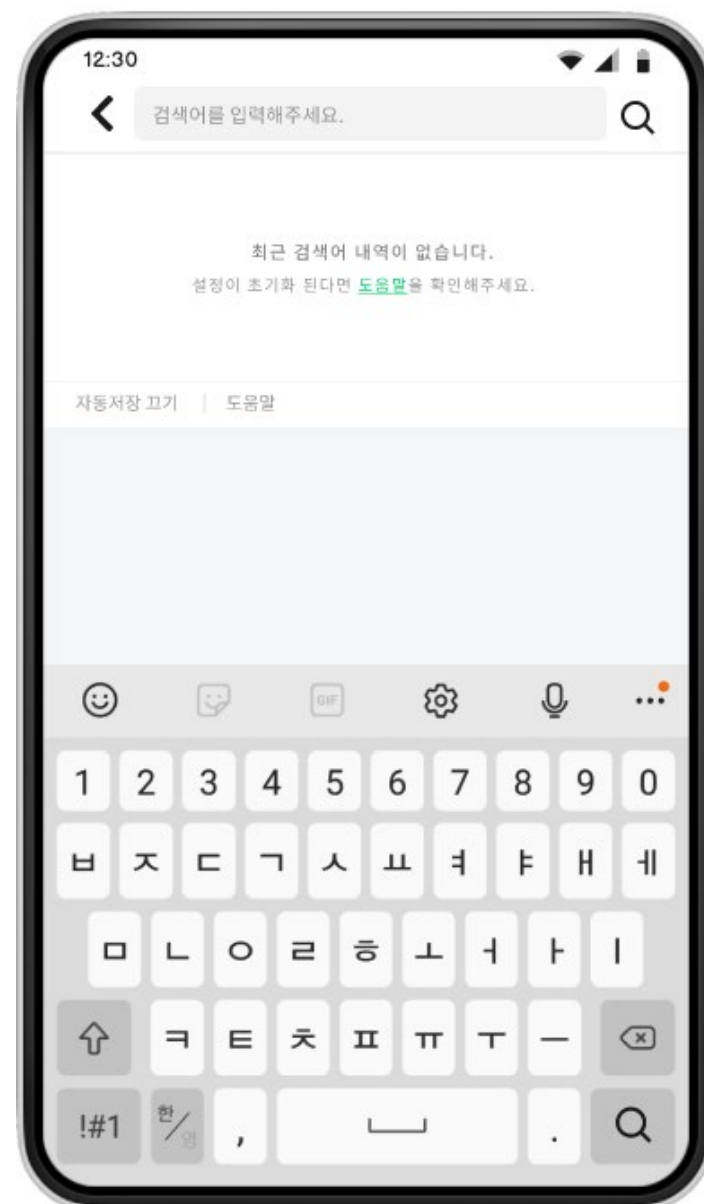 12:30
검색어를 입력해주세요.
최근 검색어 내역이 없습니다.
설정이 초기화 된다면 도움말을 확인해주세요.
자동저장 끄기 | 도움말
GIF
1 2 3 4 5 6 7 8 9 0
ㅂ ㅈ ㄷ ㄱ ㅅ ㅛ ㅕ ㅑ ㅐ ㅔ
ㅁ ㄴ ㅇ ㄹ ㅎ ㅗ ㅓ ㅏ ㅣ
ㅋ ㅌ ㅊ ㅍ ㅠ ㅜ ㅡ
!#1 한/영 , .